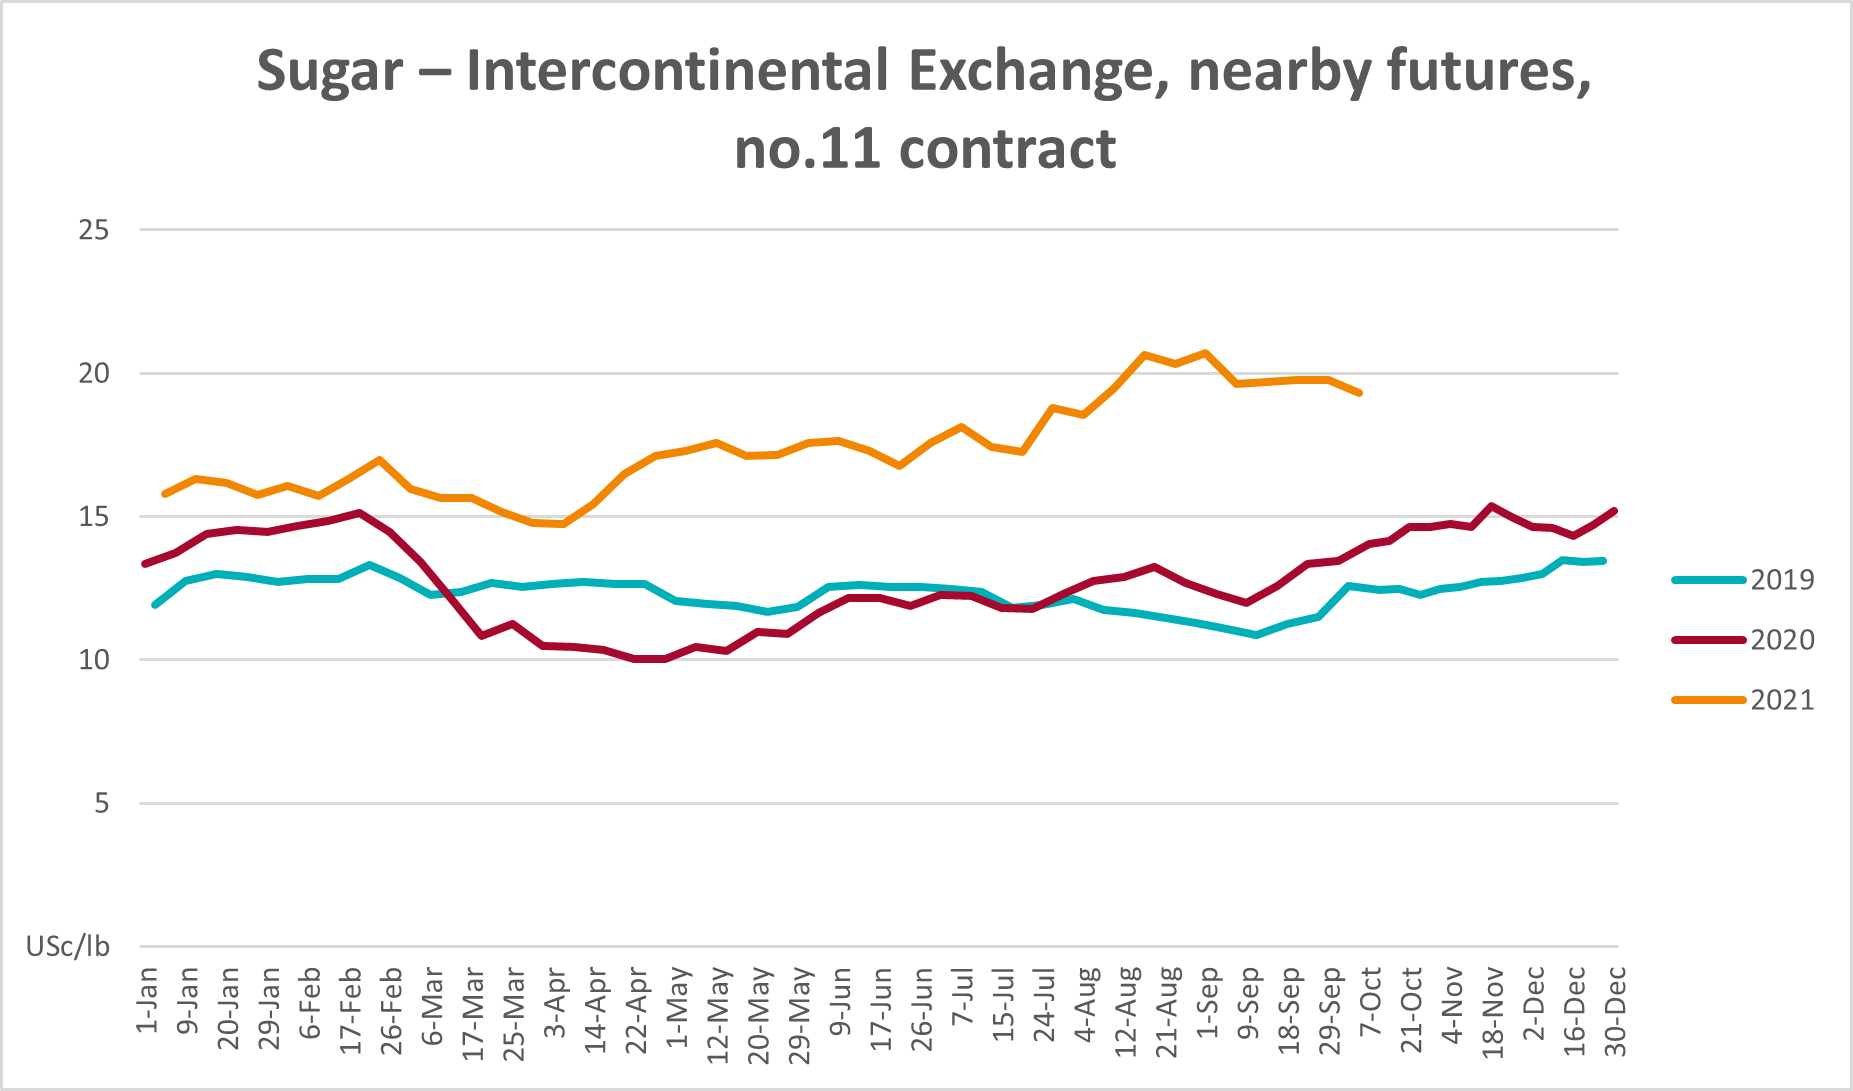 Sugar – Intercontinental Exchange, nearby futures,
no.11 contract
25
20
15
10
5
USc/lb
1-Jan
9-Jan
20-Jan
29-Jan
6-Feb
17-Feb
26-Feb
6-Mar
17-Mar
25-Mar
3-Apr
14-Apr
22-Apr
1-May
12-May
20-May
29-May
9-Jun
17-Jun
26-Jun
7-Jul
15-Jul
24-Jul
4-Aug
12-Aug
21-Aug
1-Sep
9-Sep
18-Sep
29-Sep
7-Oct
21-Oct
4-Nov
18-Nov
2-Dec
16-Dec
30-Dec
2019
2020
2021